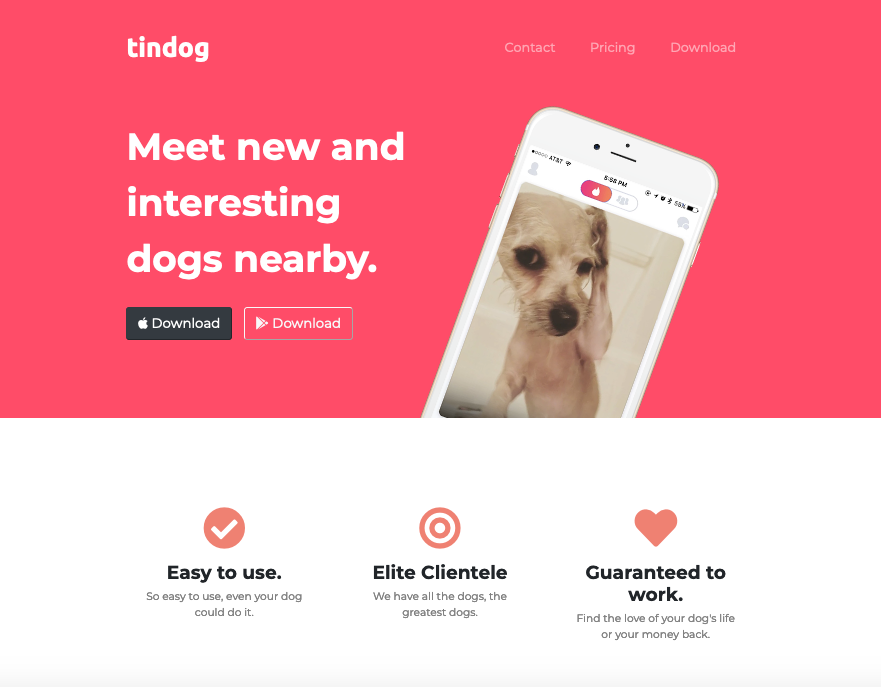 tindog
Contact Pricing Download
Meet new and
interesting
dogs nearby.
Download Download
AT&T
5:58 PM
58%
Easy to use.
So easy to use, even your dog
could do it.
Elite Clientele
We have all the dogs, the
greatest dogs.
Guaranteed to
work.
Find the love of your dog's life
or your money back.